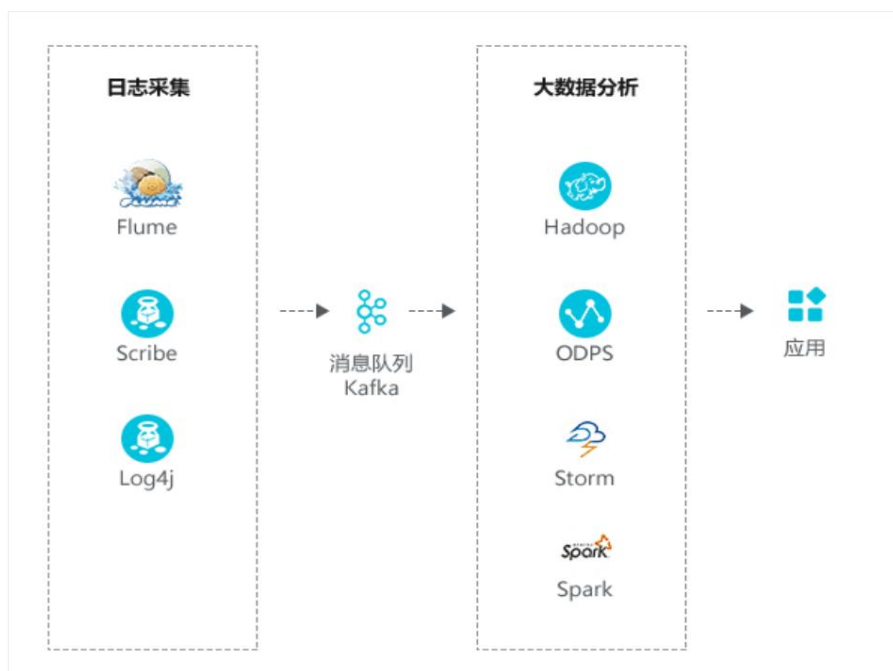 日志采集
Flume
Scribe
Log4j
消息队列
Kafka
大数据分析
Hadoop
ODPS
Storm
Spark
Spark
应用